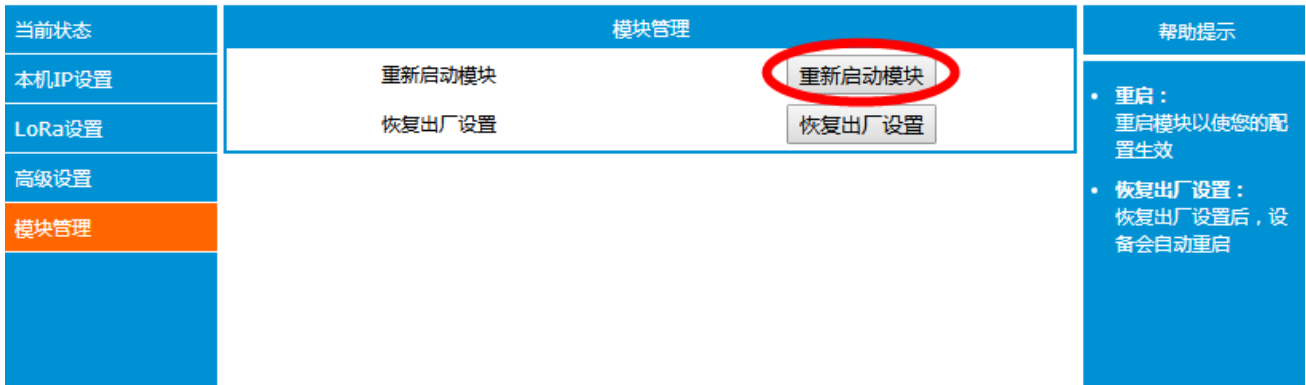 当前状态
本机IP设置
LoRa设置
高级设置
模块管理
模块管理
重新启动模块 重新启动模块
恢复出厂设置 恢复出厂设置
帮助提示
• 重启：
重启模块以使您的配
置生效
• 恢复出厂设置：
恢复出厂设置后，设
备会自动重启